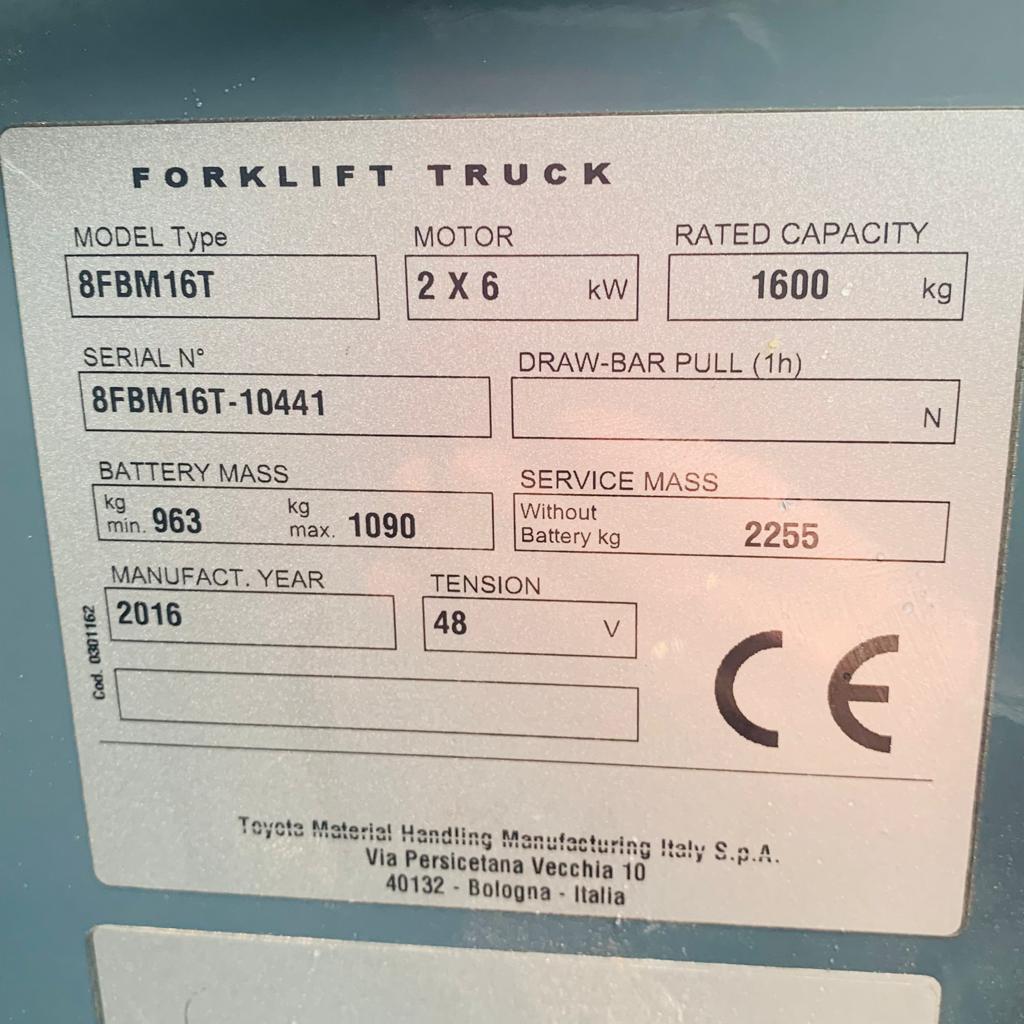 FORKLIFT TRUCK
MODEL Type MOTOR RATED CAPACITY
8FBM16T 2 X 6 kW 1600 kg
SERIAL N° DRAW-BAR PULL (1h)
8FBM16T-10441 N
BATTERY MASS SERVICE MASS
kg min. 963 kg max. 1090 Without Battery kg 2255
MANUFACT. YEAR TENSION
2016 48 V
Cod. 0301162
CE
Toyota Material Handling Manufacturing Italy S.p.A.
Via Persicetana Vecchia 10
40132 - Bologna - Italia